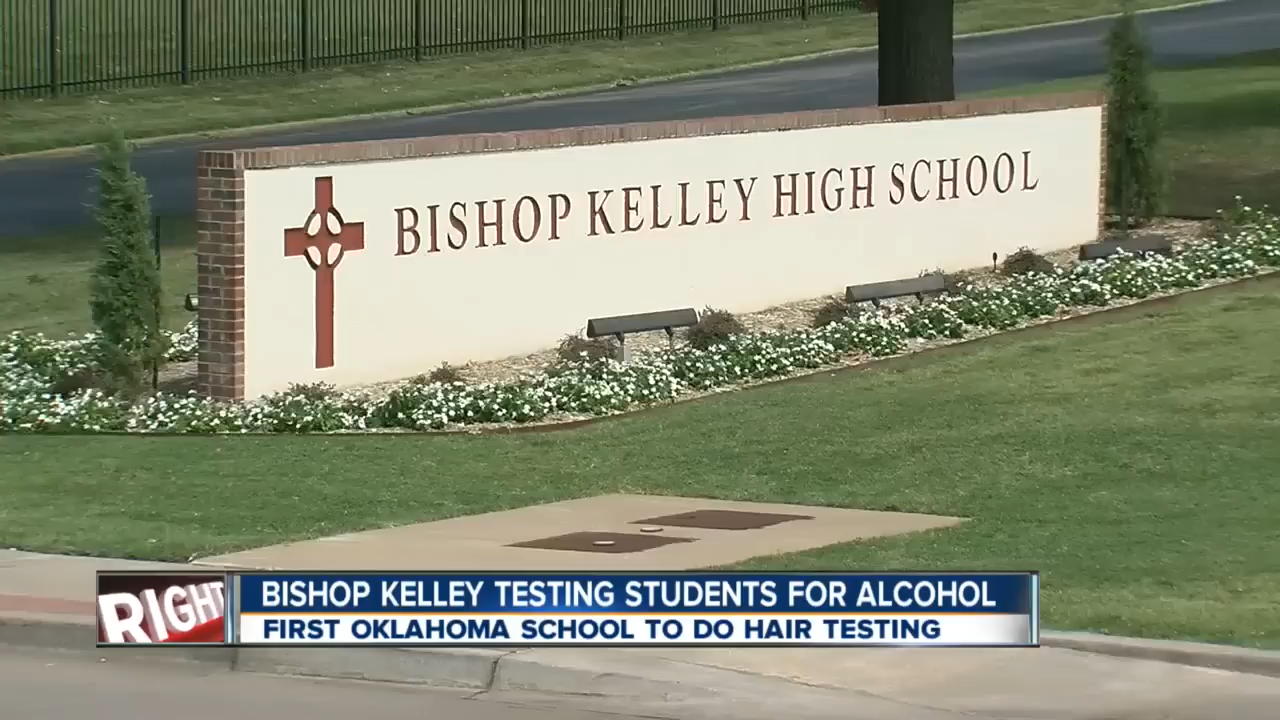 BISHOP KELLEY HIGH SCHOOL
RIGHT
BISHOP KELLEY TESTING STUDENTS FOR ALCOHOL
FIRST OKLAHOMA SCHOOL TO DO HAIR TESTING